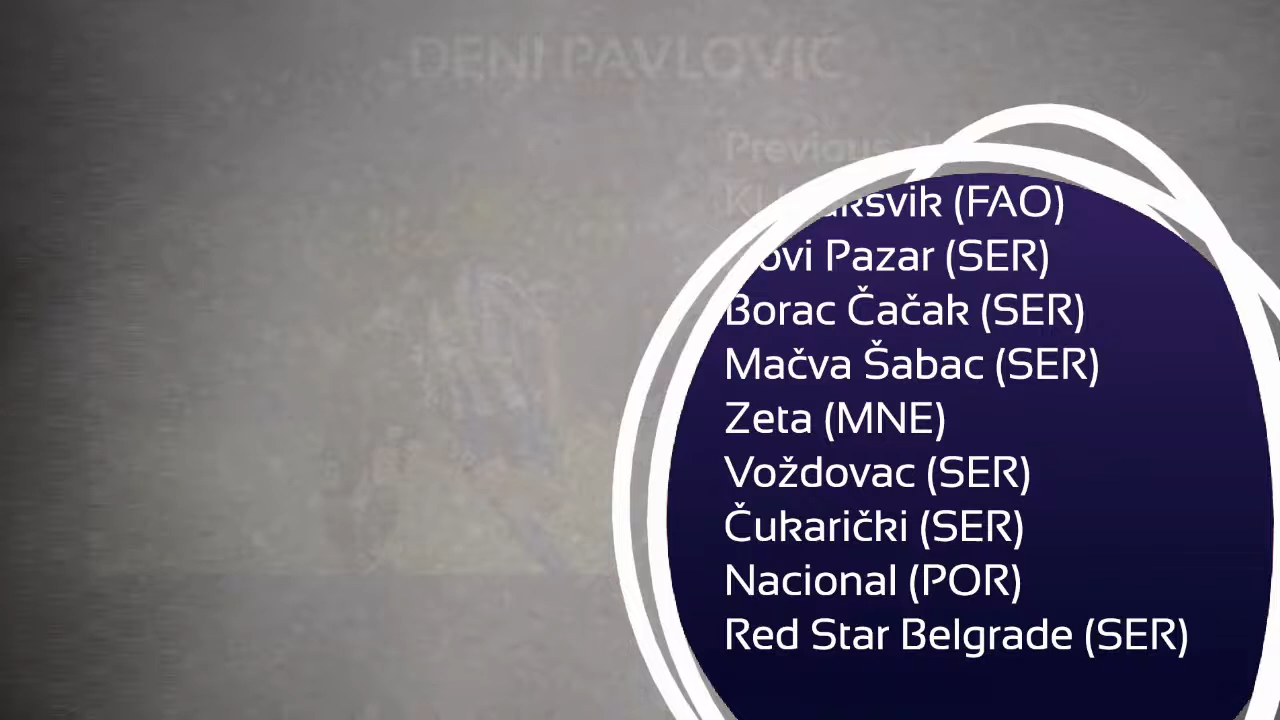 DENI PAVLOVIĆ
Previous
(FAO)
Pazar (SER)
Borac Čačak (SER)
Mačva Šabac (SER)
Zeta (MNE)
Voždovac (SER)
Čukarički (SER)
Nacional (POR)
Red Star Belgrade (SER)